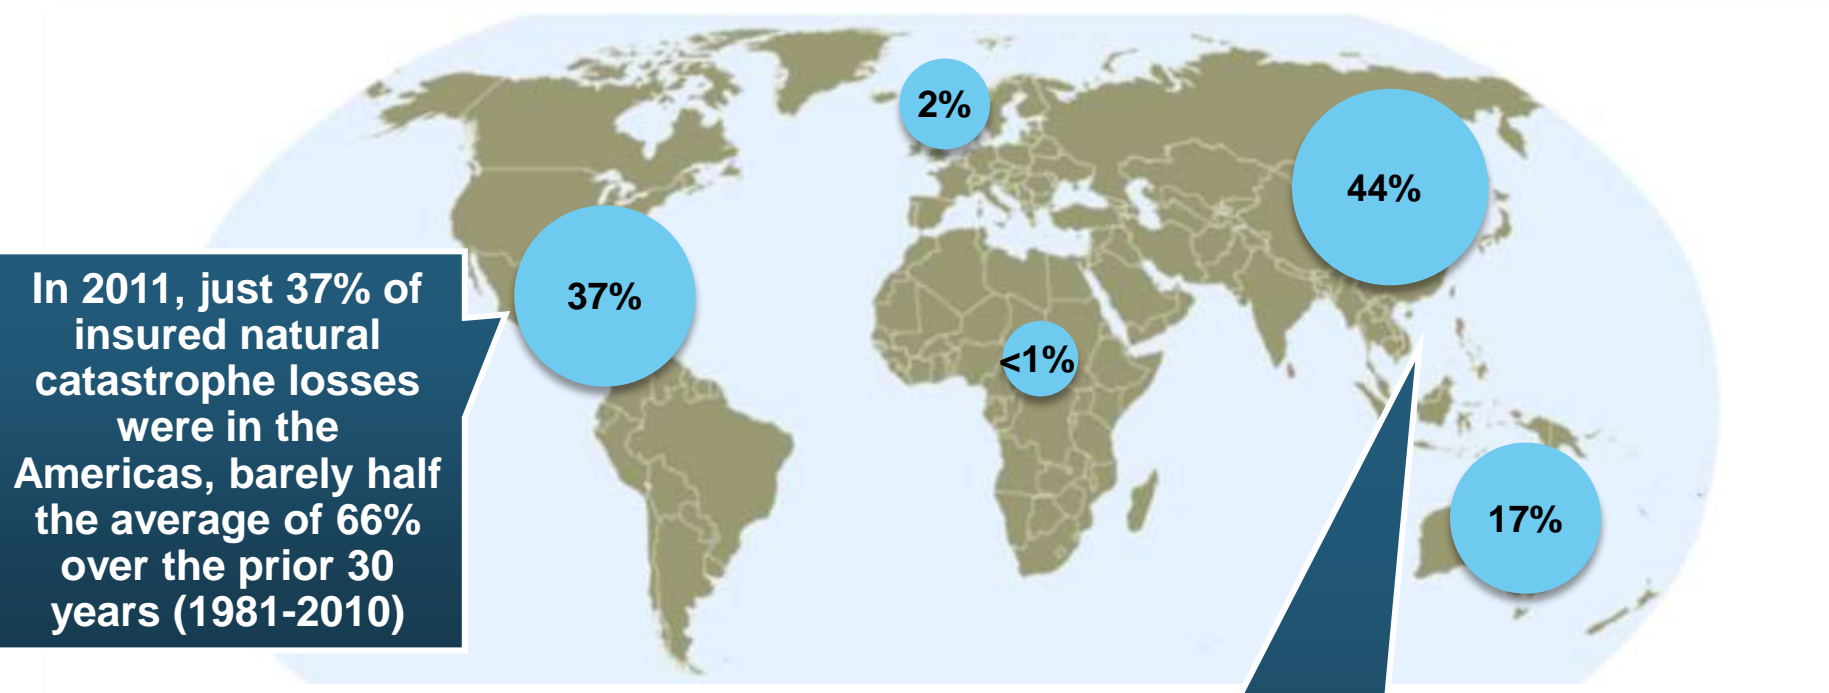 2%
44%
37%
<1%
17%
In 2011, just 37% of
insured natural
catastrophe losses
were in the
Americas, barely half
the average of 66%
over the prior 30
years (1981-2010)